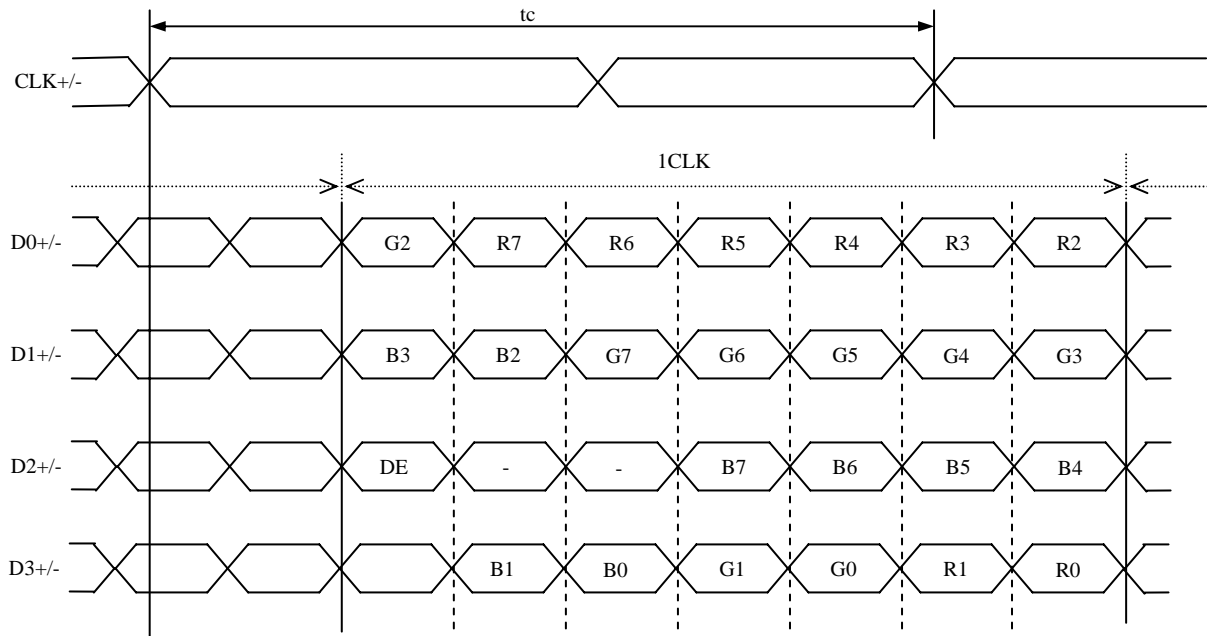 tc
CLK+/-
1CLK
D0+/- G2 R7 R6 R5 R4 R3 R2
D1+/- B3 B2 G7 G6 G5 G4 G3
D2+/- DE - - B7 B6 B5 B4
D3+/- B1 B0 G1 G0 R1 R0